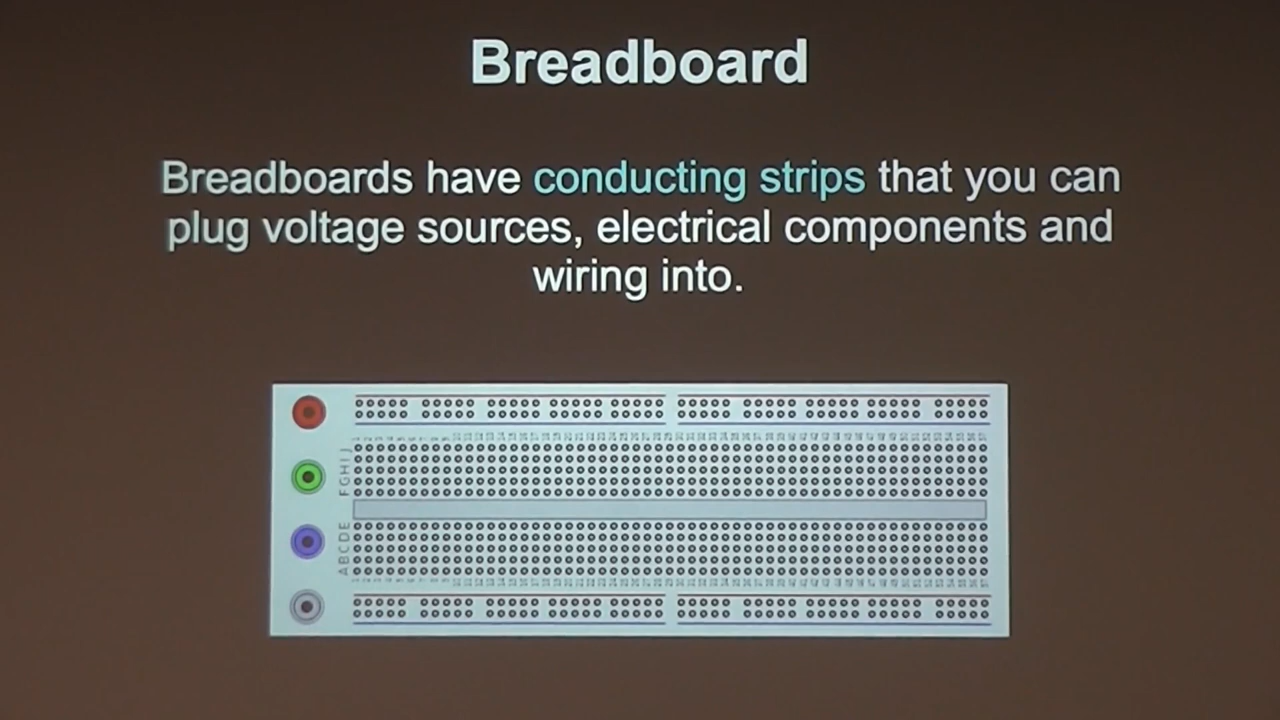 Breadboard
Breadboards have conducting strips that you can
plug voltage sources, electrical components and
wiring into.
F G H I J
A B C D E